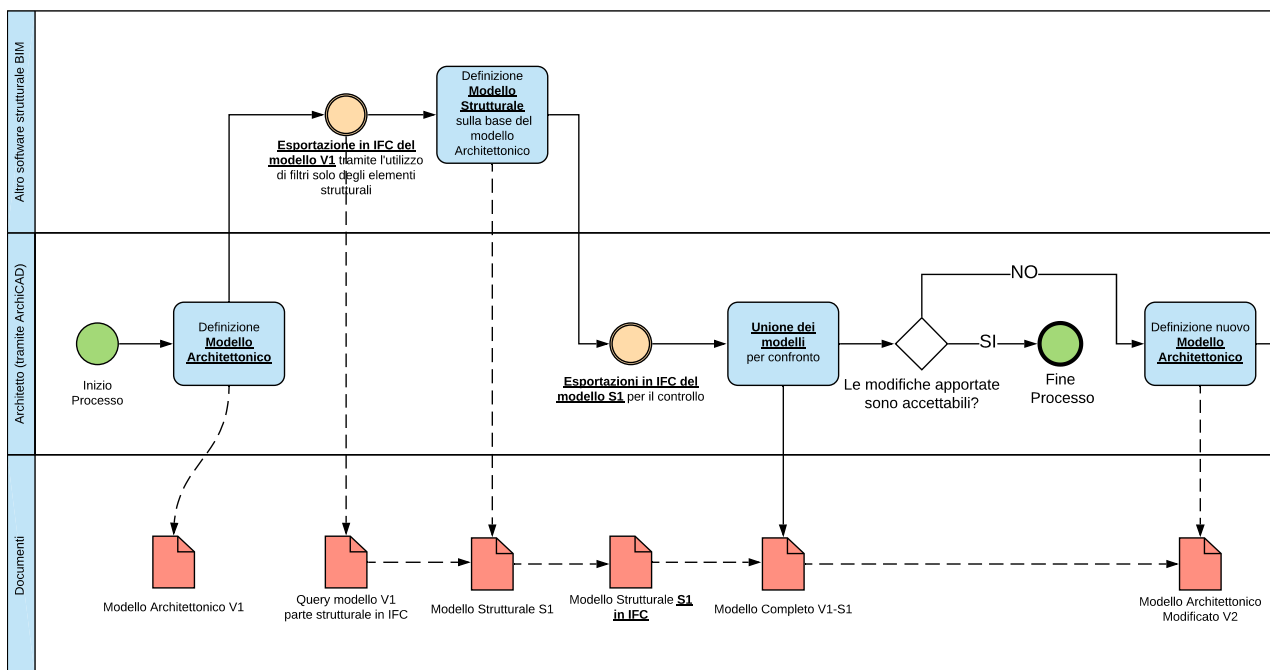 Altro software strutturale BIM
Definizione
Modello
Strutturale
sulla base del
modello
Architettonico
Esportazione in IFC del
modello V1 tramite l'utilizzo
di filtri solo degli elementi
strutturali
Architetto (tramite ArchiCAD)
Inizio
Processo
Definizione
Modello
Architettonico
Esportazioni in IFC del
modello S1 per il controllo
Unione dei
modelli
per confronto
Le modifiche apportate
sono accettabili?
NO
SI
Fine
Processo
Definizione nuovo
Modello
Architettonico
Documenti
Modello Architettonico V1
Query modello V1
parte strutturale in IFC
Modello Strutturale S1
Modello Strutturale S1
in IFC
Modello Completo V1-S1
Modello Architettonico
Modificato V2